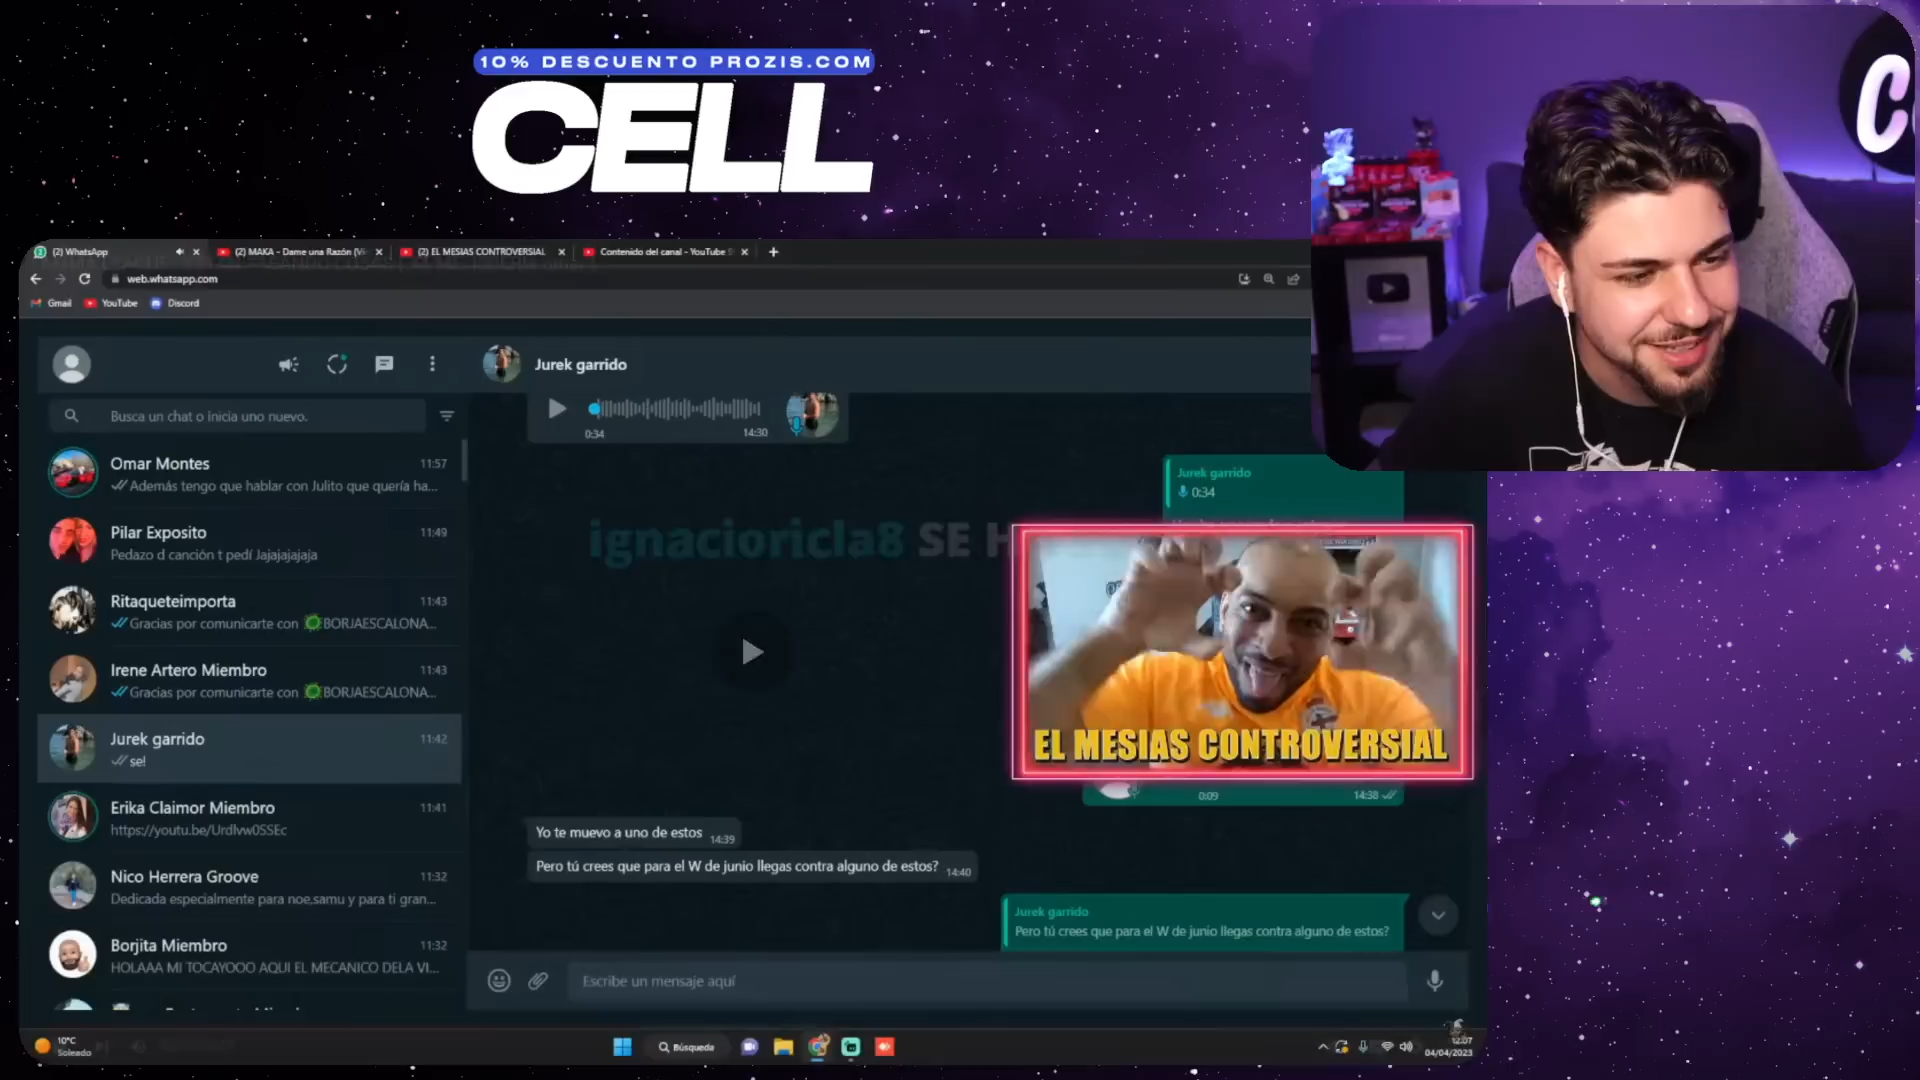 10% DESCUENTO PROZIS.COM
CELL
C
(2) WhatsApp
(2) MAKA - Dame una Razón (Vi
(2) EL MESIAS CONTROVERSIAL
Contenido del canal - YouTube S
web.whatsapp.com
Gmail
YouTube
Discord
Jurek garrido
Busca un chat o inicia uno nuevo.
0:34
14:30
Omar Montes
11:57
Además tengo que hablar con Julito que quería ha...
Jurek garrido
0:34
Pilar Exposito
11:49
Pedazo d canción t pedí Jajajajajaja
ignacioricla8 SE H
Ritaqueteimporta
11:43
Gracias por comunicarte con BORJAESCALONA...
Irene Artero Miembro
11:43
Gracias por comunicarte con BORJAESCALONA...
EL MESIAS CONTROVERSIAL
Jurek garrido
11:42
se!
0:09
14:38
Erika Claimor Miembro
11:41
https://youtu.be/Urdlvw0SSEc
Yo te muevo a uno de estos
14:39
Pero tú crees que para el W de junio llegas contra alguno de estos?
14:40
Nico Herrera Groove
11:32
Dedicada especialmente para noe,samu y para ti gran...
Jurek garrido
Pero tú crees que para el W de junio llegas contra alguno de estos?
Borjita Miembro
11:32
HOLAAA MI TOCAYOOO AQUI EL MECANICO DELA VI...
Escribe un mensaje aquí
10°C
Soleado
Búsqueda
12:07
04/04/2023